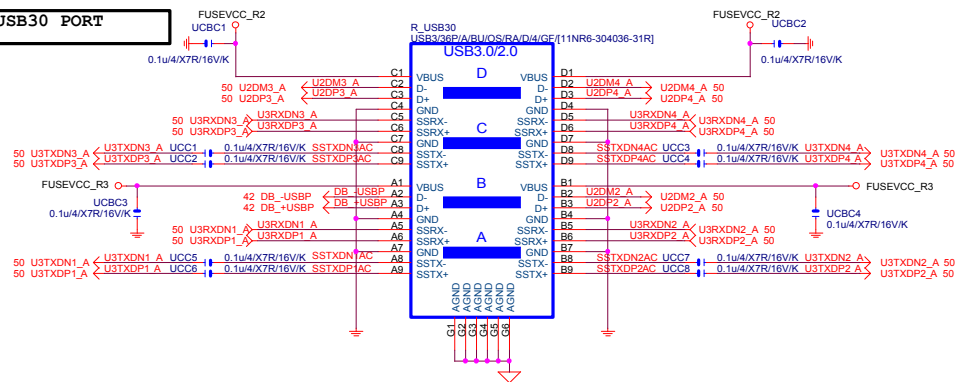 USB30 PORT
FUSEVCC_R2
UCBC1
0.1u/4/X7R/16V/K
R_USB30
USB3/36P/A/BU/OS/RA/D/4/GF/[11NR6-304036-31R]
USB3.0/2.0
FUSEVCC_R2
UCBC2
0.1u/4/X7R/16V/K
D
C
B
A
50 U2DM3_A U2DM3_A C2 D-
50 U2DP3_A U2DP3_A C3 D+
C1 VBUS
C4 GND
50 U3RXDN3_A U3RXDN3_A C5 SSRX-
50 U3RXDP3_A U3RXDP3_A C6 SSRX+
C7 GND
50 U3TXDN3_A U3TXDN3_A UCC1 0.1u/4/X7R/16V/K SSTXDN3AC C8 SSTX-
50 U3TXDP3_A U3TXDP3_A UCC2 0.1u/4/X7R/16V/K SSTXDP3AC C9 SSTX+
VBUS D1
D- D2 U2DM4_A U2DM4_A 50
D+ D3 U2DP4_A U2DP4_A 50
GND D4
SSRX- D5 U3RXDN4_A U3RXDN4_A 50
SSRX+ D6 U3RXDP4_A U3RXDP4_A 50
GND D7
SSTX- D8 SSTXDN4AC UCC3 0.1u/4/X7R/16V/K U3TXDN4_A U3TXDN4_A 50
SSTX+ D9 SSTXDP4AC UCC4 0.1u/4/X7R/16V/K U3TXDP4_A U3TXDP4_A 50
FUSEVCC_R3
UCBC3
0.1u/4/X7R/16V/K
A1 VBUS
42 DB_-USBP DB_-USBP A2 D-
42 DB_+USBP DB_+USBP A3 D+
A4 GND
50 U3RXDN1_A U3RXDN1_A A5 SSRX-
50 U3RXDP1_A U3RXDP1_A A6 SSRX+
A7 GND
50 U3TXDN1_A U3TXDN1_A UCC5 0.1u/4/X7R/16V/K SSTXDN1AC A8 SSTX-
50 U3TXDP1_A U3TXDP1_A UCC6 0.1u/4/X7R/16V/K SSTXDP1AC A9 SSTX+
FUSEVCC_R3
UCBC4
0.1u/4/X7R/16V/K
VBUS B1
D- B2 U2DM2_A U2DM2_A 50
D+ B3 U2DP2_A U2DP2_A 50
GND B4
SSRX- B5 U3RXDN2_A U3RXDN2_A 50
SSRX+ B6 U3RXDP2_A U3RXDP2_A 50
GND B7
SSTX- B8 SSTXDN2AC UCC7 0.1u/4/X7R/16V/K U3TXDN2_A U3TXDN2_A 50
SSTX+ B9 SSTXDP2AC UCC8 0.1u/4/X7R/16V/K U3TXDP2_A U3TXDP2_A 50
AGND AGND AGND AGND AGND AGND
G1 G2 G3 G4 G5 G6